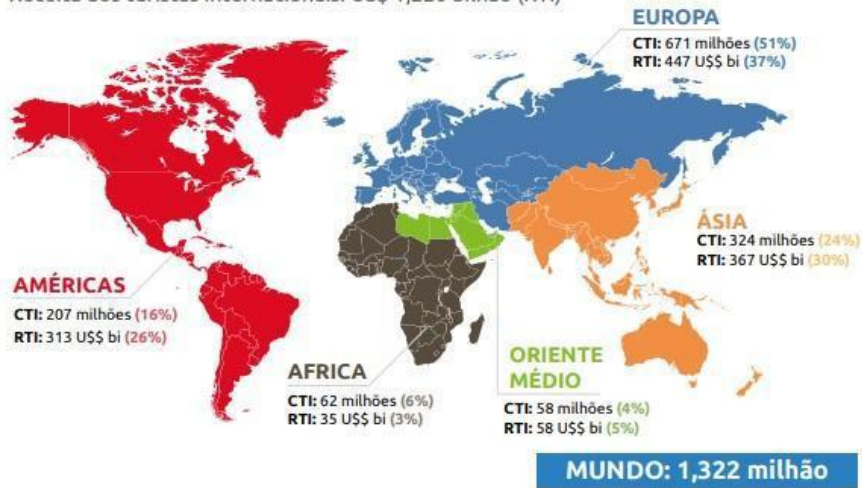 EUROPA
CTI: 671 milhões (51%)
RTI: 447 U$$ bi (37%)
ÁSIA
CTI: 324 milhões (24%)
RTI: 367 U$$ bi (30%)
AMÉRICAS
CTI: 207 milhões (16%)
RTI: 313 U$$ bi (26%)
AFRICA
CTI: 62 milhões (6%)
RTI: 35 U$$ bi (3%)
ORIENTE
MÉDIO
CTI: 58 milhões (4%)
RTI: 58 U$$ bi (5%)
MUNDO: 1,322 milhão